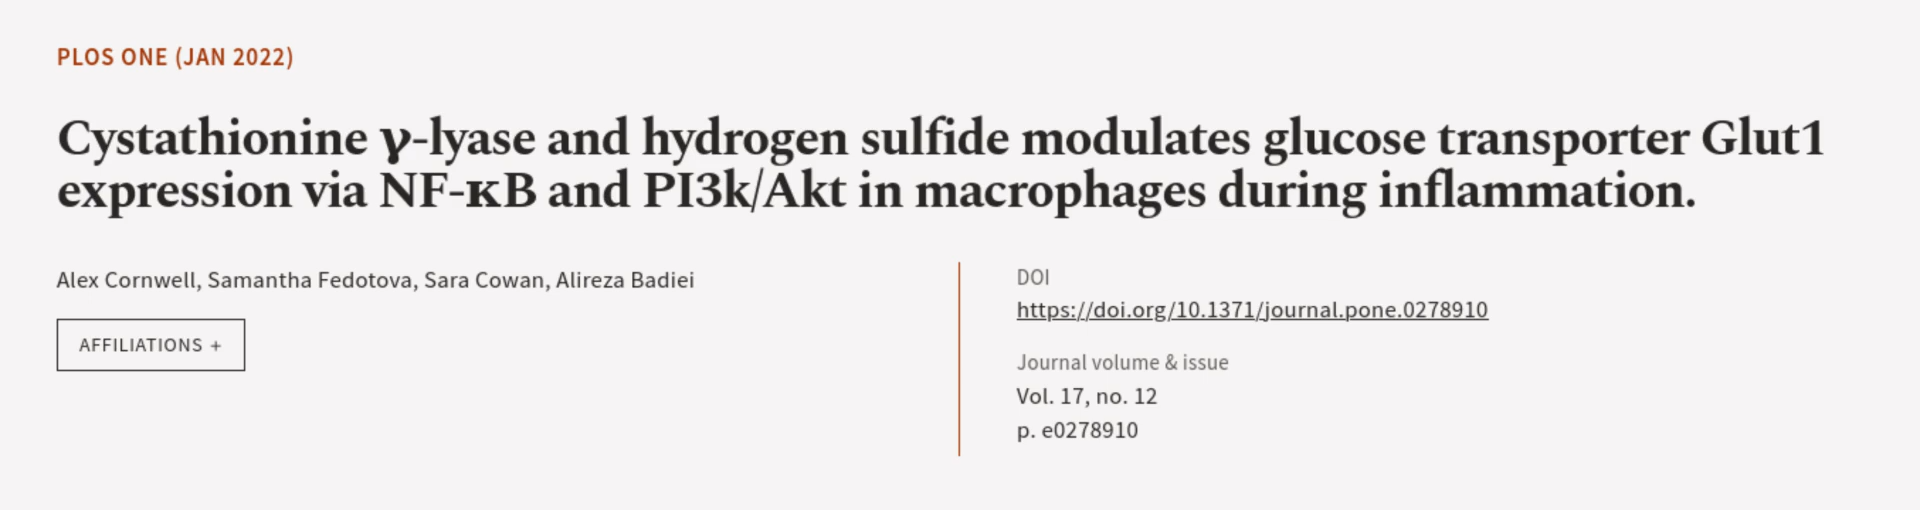 PLOS ONE (JAN 2022)
Cystathionine γ-lyase and hydrogen sulfide modulates glucose transporter Glut1
expression via NF-κB and PI3k/Akt in macrophages during inflammation.
Alex Cornwell, Samantha Fedotova, Sara Cowan, Alireza Badiei
AFFILIATIONS +
DOI
https://doi.org/10.1371/journal.pone.0278910
Journal volume & issue
Vol. 17, no. 12
p. e0278910